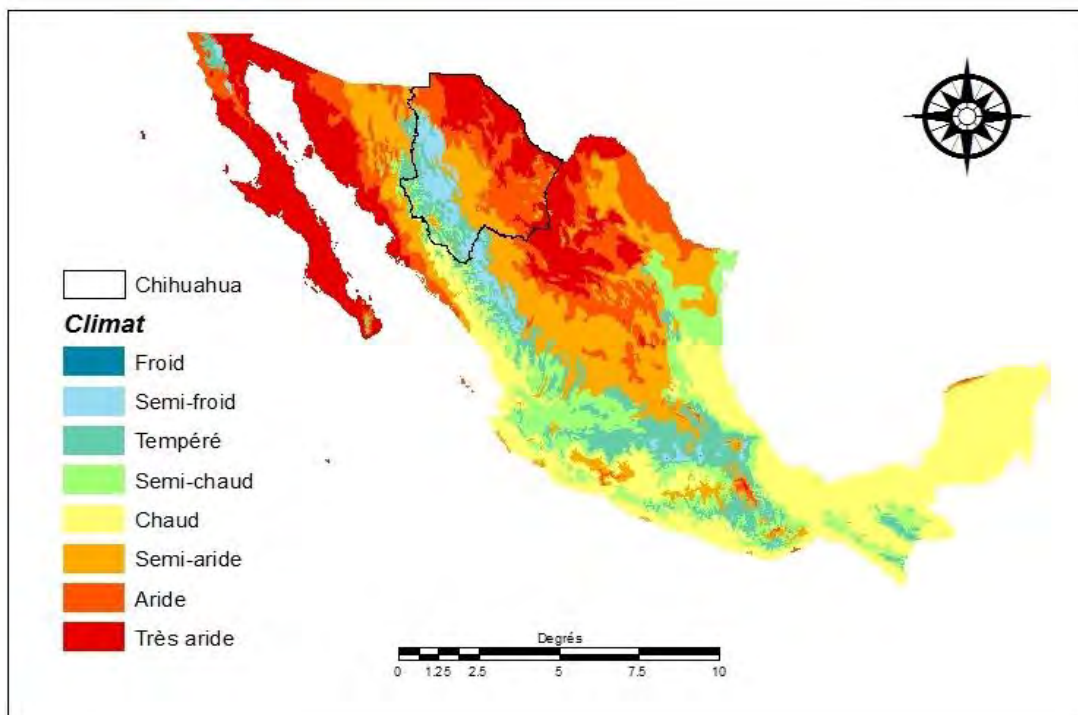 Chihuahua
Climat
Froid
Semi-froid
Tempéré
Semi-chaud
Chaud
Semi-aride
Aride
Très aride
Degrés
0 1.25 2.5 5 7.5 10